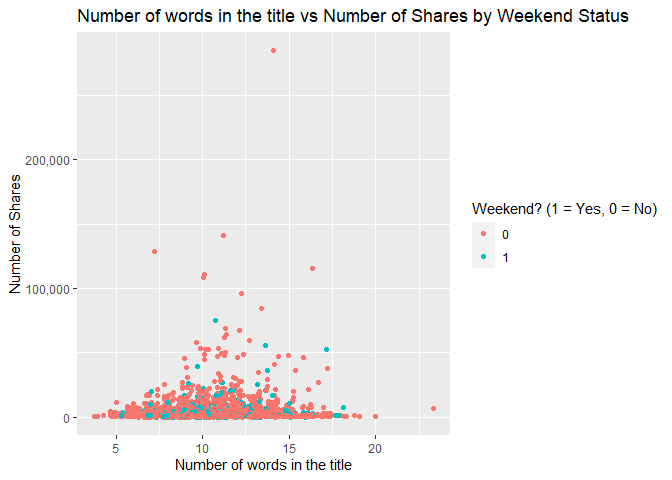 Number of words in the title vs Number of Shares by Weekend Status
Number of Shares
200,000
100,000
0
5
10
15
20
Number of words in the title
Weekend? (1 = Yes, 0 = No)
0
1